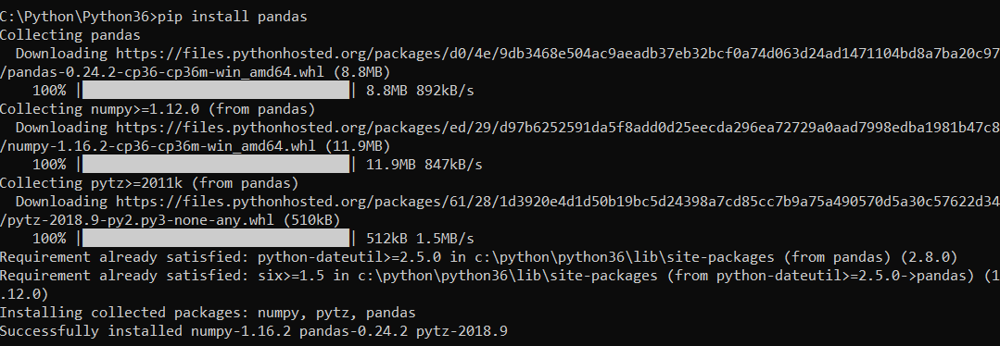 C:\Python\Python36>pip install pandas
Collecting pandas
  Downloading https://files.pythonhosted.org/packages/d0/4e/9db3468e504ac9aeadb37eb32bcf0a74d063d24ad1471104bd8a7ba20c97
/pandas-0.24.2-cp36-cp36m-win_amd64.whl (8.8MB)
    100% |████████████████████████████████| 8.8MB 892kB/s
Collecting numpy>=1.12.0 (from pandas)
  Downloading https://files.pythonhosted.org/packages/ed/29/d97b6252591da5f8add0d25eecda296ea72729a0aad7998edba1981b47c8
/numpy-1.16.2-cp36-cp36m-win_amd64.whl (11.9MB)
    100% |████████████████████████████████| 11.9MB 847kB/s
Collecting pytz>=2011k (from pandas)
  Downloading https://files.pythonhosted.org/packages/61/28/1d3920e4d1d50b19bc5d24398a7cd85cc7b9a75a490570d5a30c57622d34
/pytz-2018.9-py2.py3-none-any.whl (510kB)
    100% |████████████████████████████████| 512kB 1.5MB/s
Requirement already satisfied: python-dateutil>=2.5.0 in c:\python\python36\lib\site-packages (from pandas) (2.8.0)
Requirement already satisfied: six>=1.5 in c:\python\python36\lib\site-packages (from python-dateutil>=2.5.0->pandas) (1
.12.0)
Installing collected packages: numpy, pytz, pandas
Successfully installed numpy-1.16.2 pandas-0.24.2 pytz-2018.9